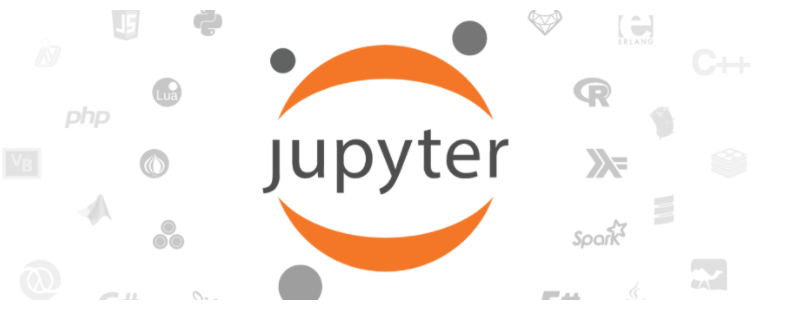 JS
ERLANG
C++
Lua
R
php
VB
jupyter
Spark